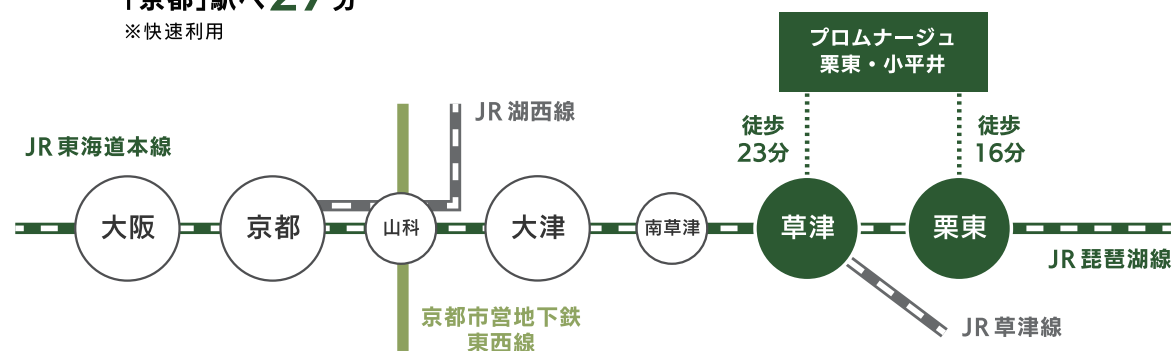 「京都」駅へ27分
※快速利用
プロムナージュ
栗東・小平井
JR 湖西線
徒歩
23分
徒歩
16分
JR 東海道本線
大阪
京都
山科
大津
南草津
草津
栗東
JR 琵琶湖線
京都市営地下鉄
東西線
JR 草津線